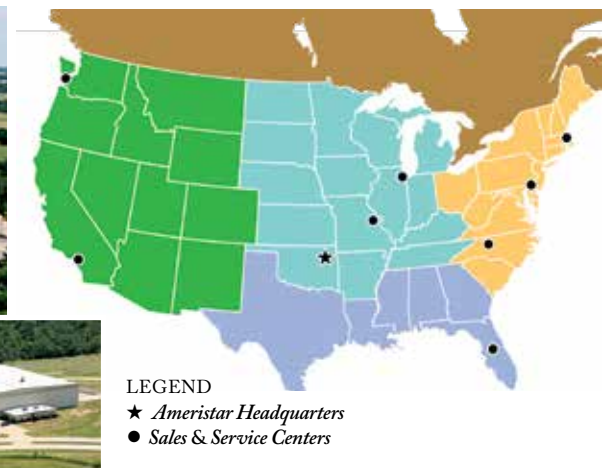 LEGEND
★ Ameristar Headquarters
● Sales & Service Centers